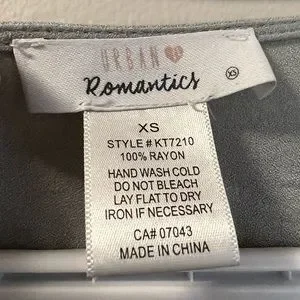 URBAN
XS
Romantics
XS
STYLE # KT7210
100% RAYON
HAND WASH COLD
DO NOT BLEACH
LAY FLAT TO DRY
IRON IF NECESSARY
CA# 07043
MADE IN CHINA